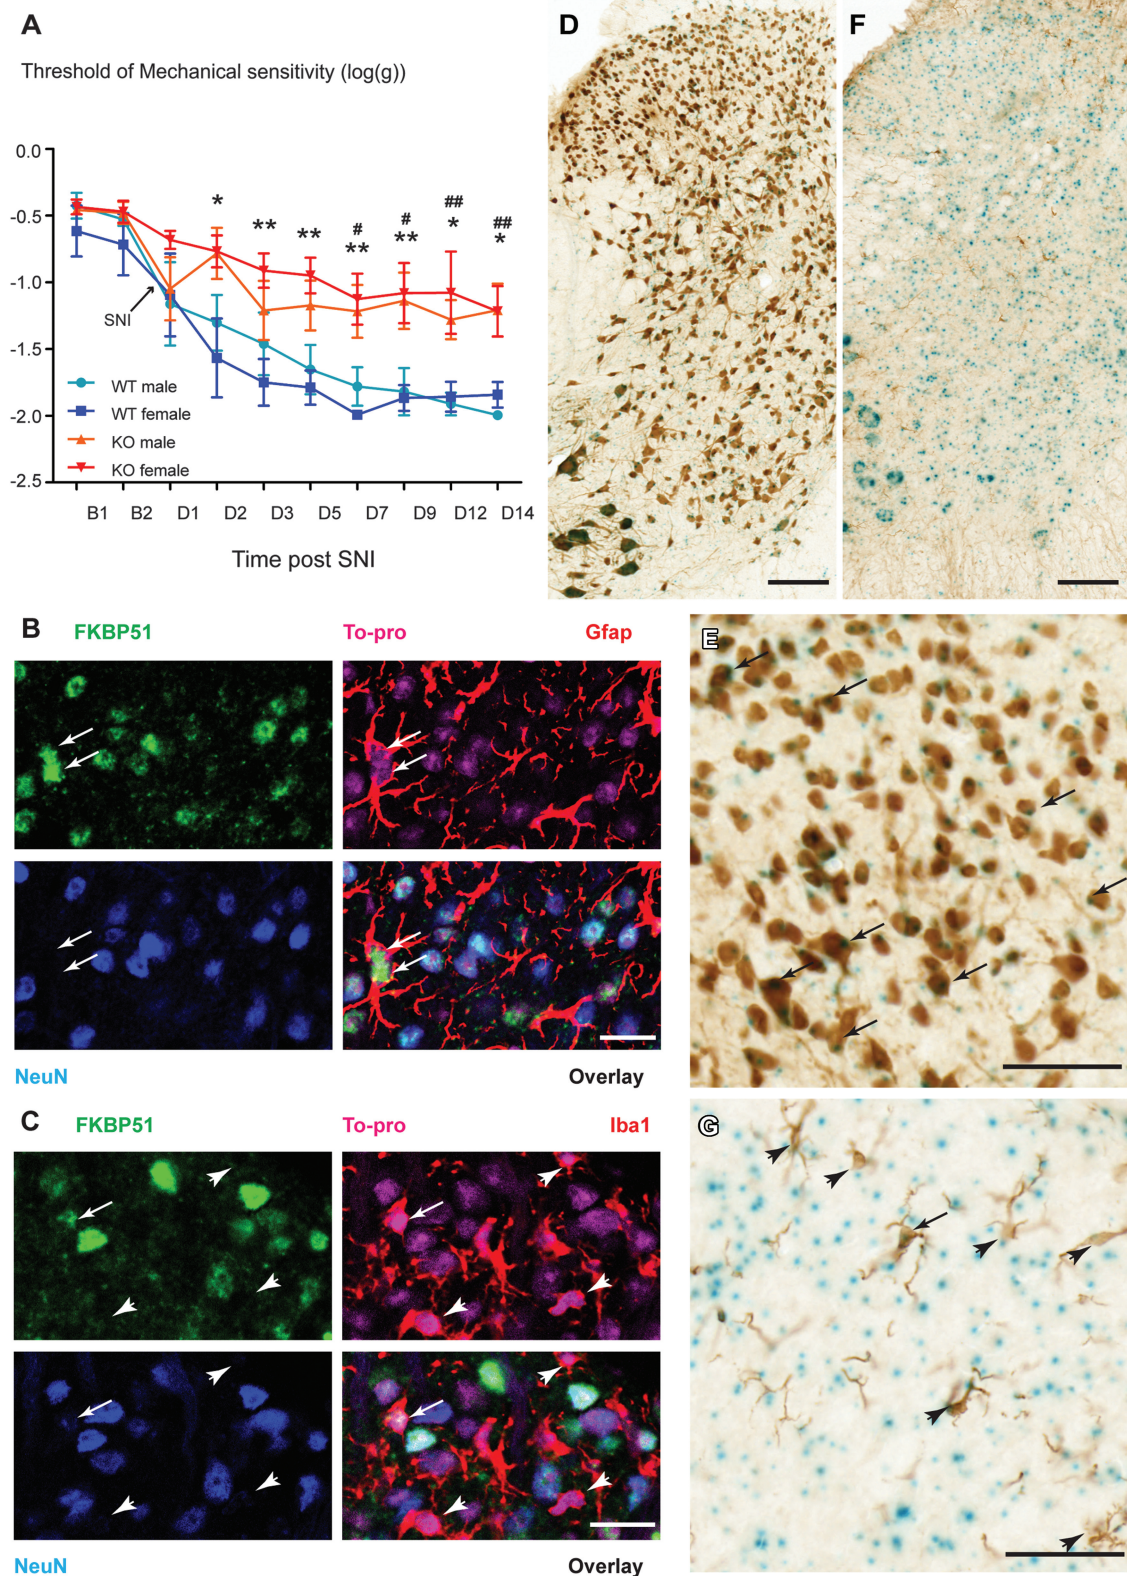 A
Threshold of Mechanical sensitivity (log(g))
0.0
-0.5
-1.0
-1.5
-2.0
-2.5
*
**
**
#
**
#
**
##
*
##
*
SNI
WT male
WT female
KO male
KO female
B1 B2 D1 D2 D3 D5 D7 D9 D12 D14
Time post SNI
D
F
B
FKBP51 To-pro Gfap
NeuN Overlay
E
C
FKBP51 To-pro Iba1
NeuN Overlay
G